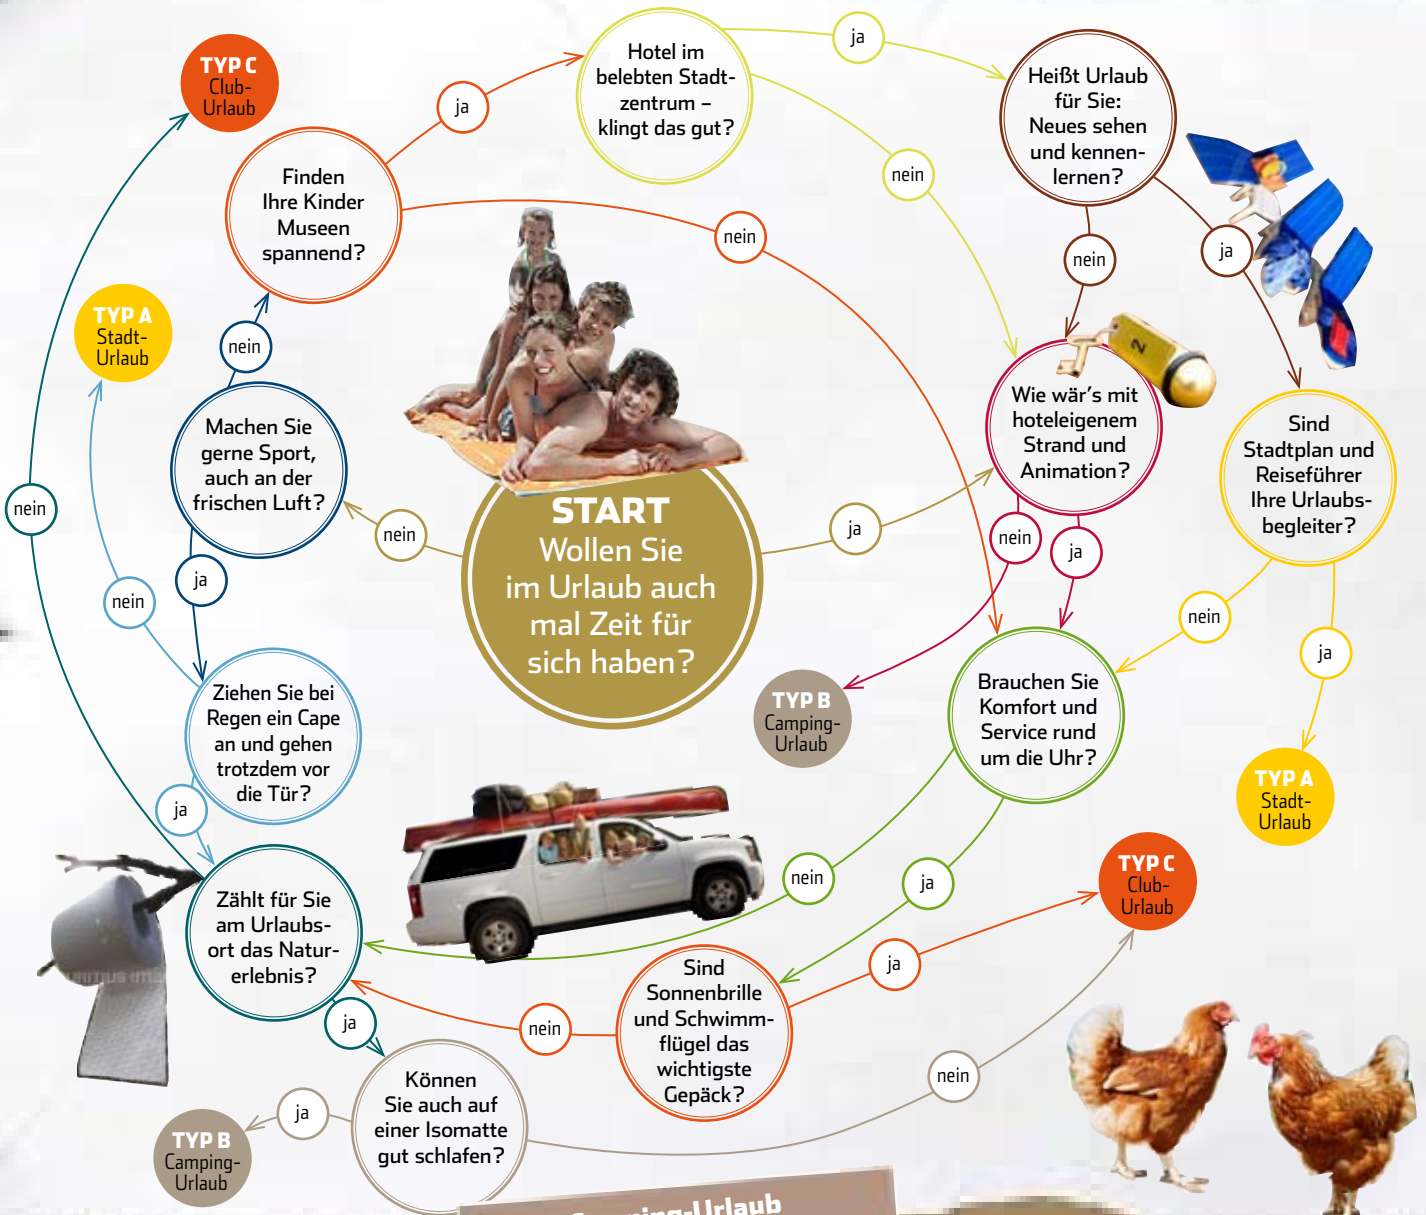 START
Wollen Sie
im Urlaub auch
mal Zeit für
sich haben?
nein
ja
Machen Sie
gerne Sport,
auch an der
frischen Luft?
nein
ja
Finden
Ihre Kinder
Museen
spannend?
ja
nein
Hotel im
belebten Stadt-
zentrum –
klingt das gut?
ja
nein
Heißt Urlaub
für Sie:
Neues sehen
und kennen-
lernen?
nein
ja
Wie wär's mit
hoteleigenem
Strand und
Animation?
2
nein
ja
Sind
Stadtplan und
Reiseführer
Ihre Urlaubs-
begleiter?
nein
ja
TYP A
Stadt-
Urlaub
TYP B
Camping-
Urlaub
Brauchen Sie
Komfort und
Service rund
um die Uhr?
nein
ja
Sind
Sonnenbrille
und Schwimm-
flügel das
wichtigste
Gepäck?
nein
ja
TYP C
Club-
Urlaub
Ziehen Sie bei
Regen ein Cape
an und gehen
trotzdem vor
die Tür?
nein
ja
TYP A
Stadt-
Urlaub
Zählt für Sie
am Urlaubs-
ort das Natur-
erlebnis?
nein
ja
TYP C
Club-
Urlaub
Können
Sie auch auf
einer Isomatte
gut schlafen?
ja
nein
TYP B
Camping-
Urlaub
Camping-Urlaub